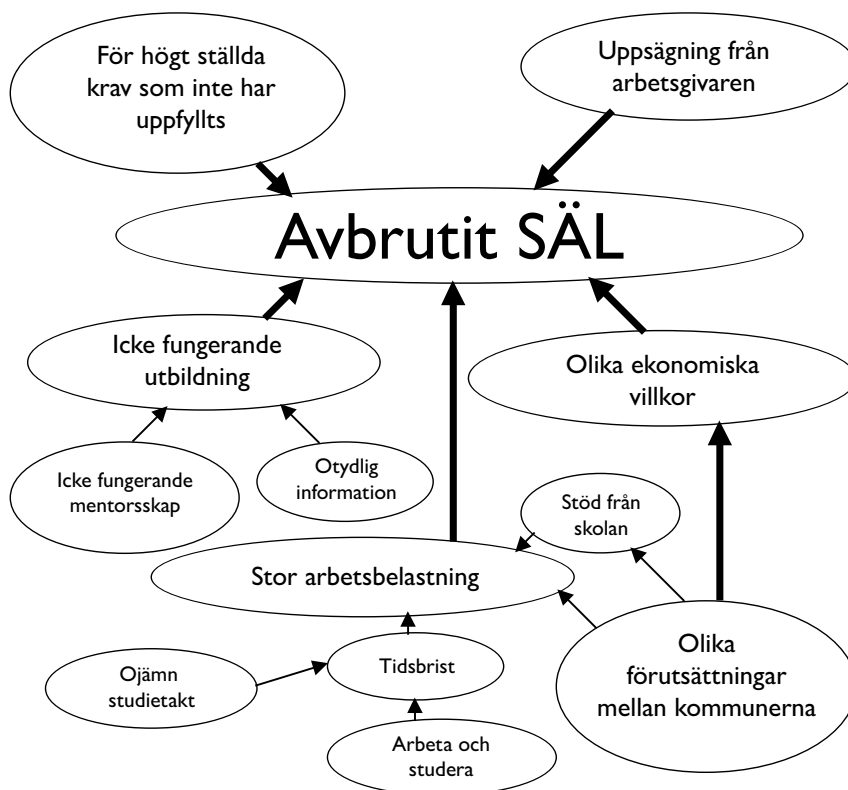 För högt ställda
krav som inte har
uppfyllts
Uppsägning från
arbetsgivaren
Avbrutit SÄL
Icke fungerande
utbildning
Olika ekonomiska
villkor
Icke fungerande
mentorsskap
Otydlig
information
Stöd från
skolan
Stor arbetsbelastning
Olika
förutsättningar
mellan kommunerna
Ojämn
studietakt
Tidsbrist
Arbeta och
studera